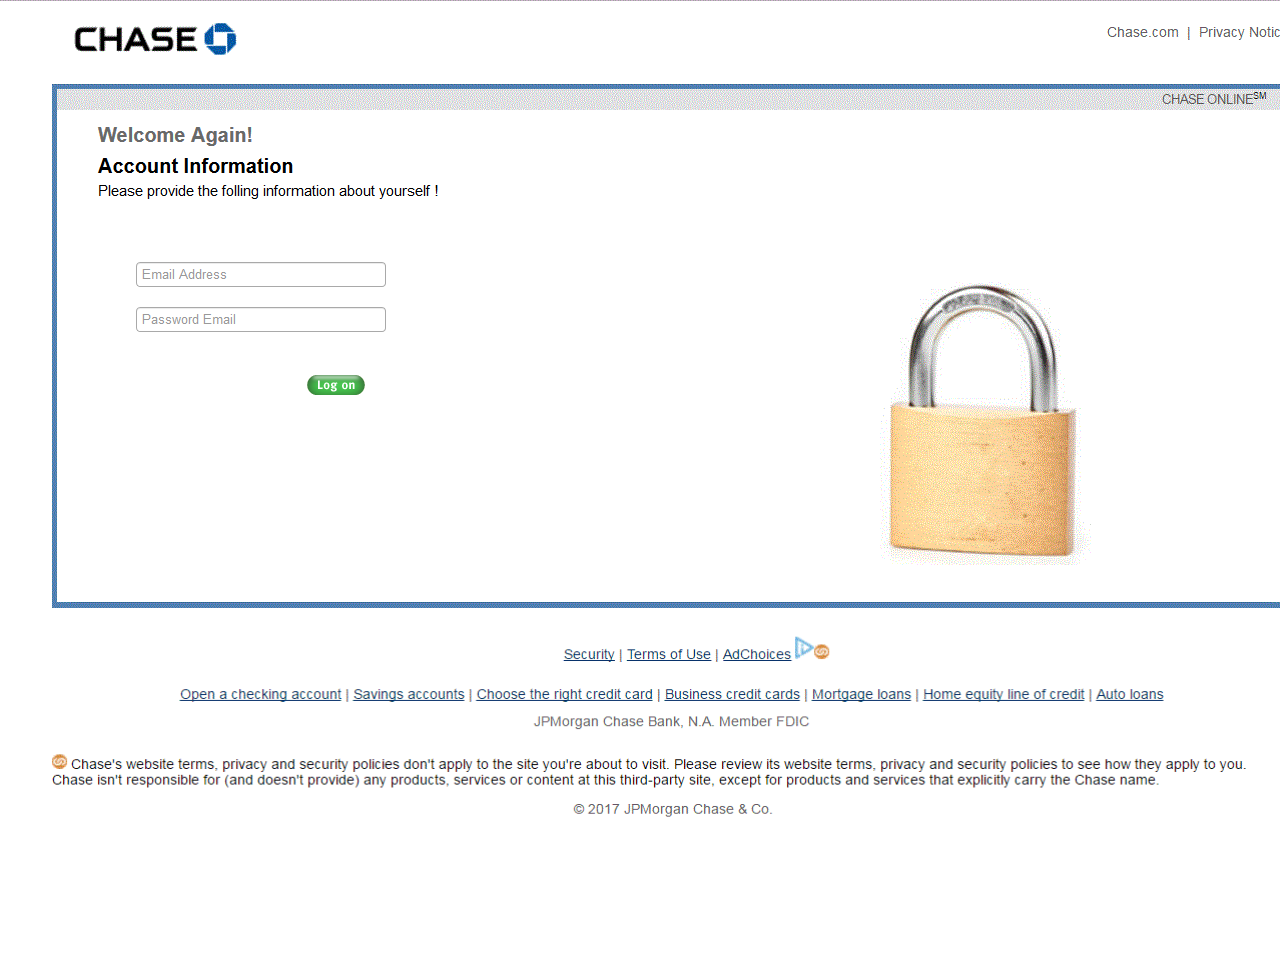 CHASE
Chase.com | Privacy Notic
CHASE ONLINESM
Welcome Again!
Account Information
Please provide the folling information about yourself !
Email Address
Password Email
Log on
Security | Terms of Use | AdChoices
Open a checking account | Savings accounts | Choose the right credit card | Business credit cards | Mortgage loans | Home equity line of credit | Auto loans
JPMorgan Chase Bank, N.A. Member FDIC
Chase's website terms, privacy and security policies don't apply to the site you're about to visit. Please review its website terms, privacy and security policies to see how they apply to you.
Chase isn't responsible for (and doesn't provide) any products, services or content at this third-party site, except for products and services that explicitly carry the Chase name.
© 2017 JPMorgan Chase & Co.